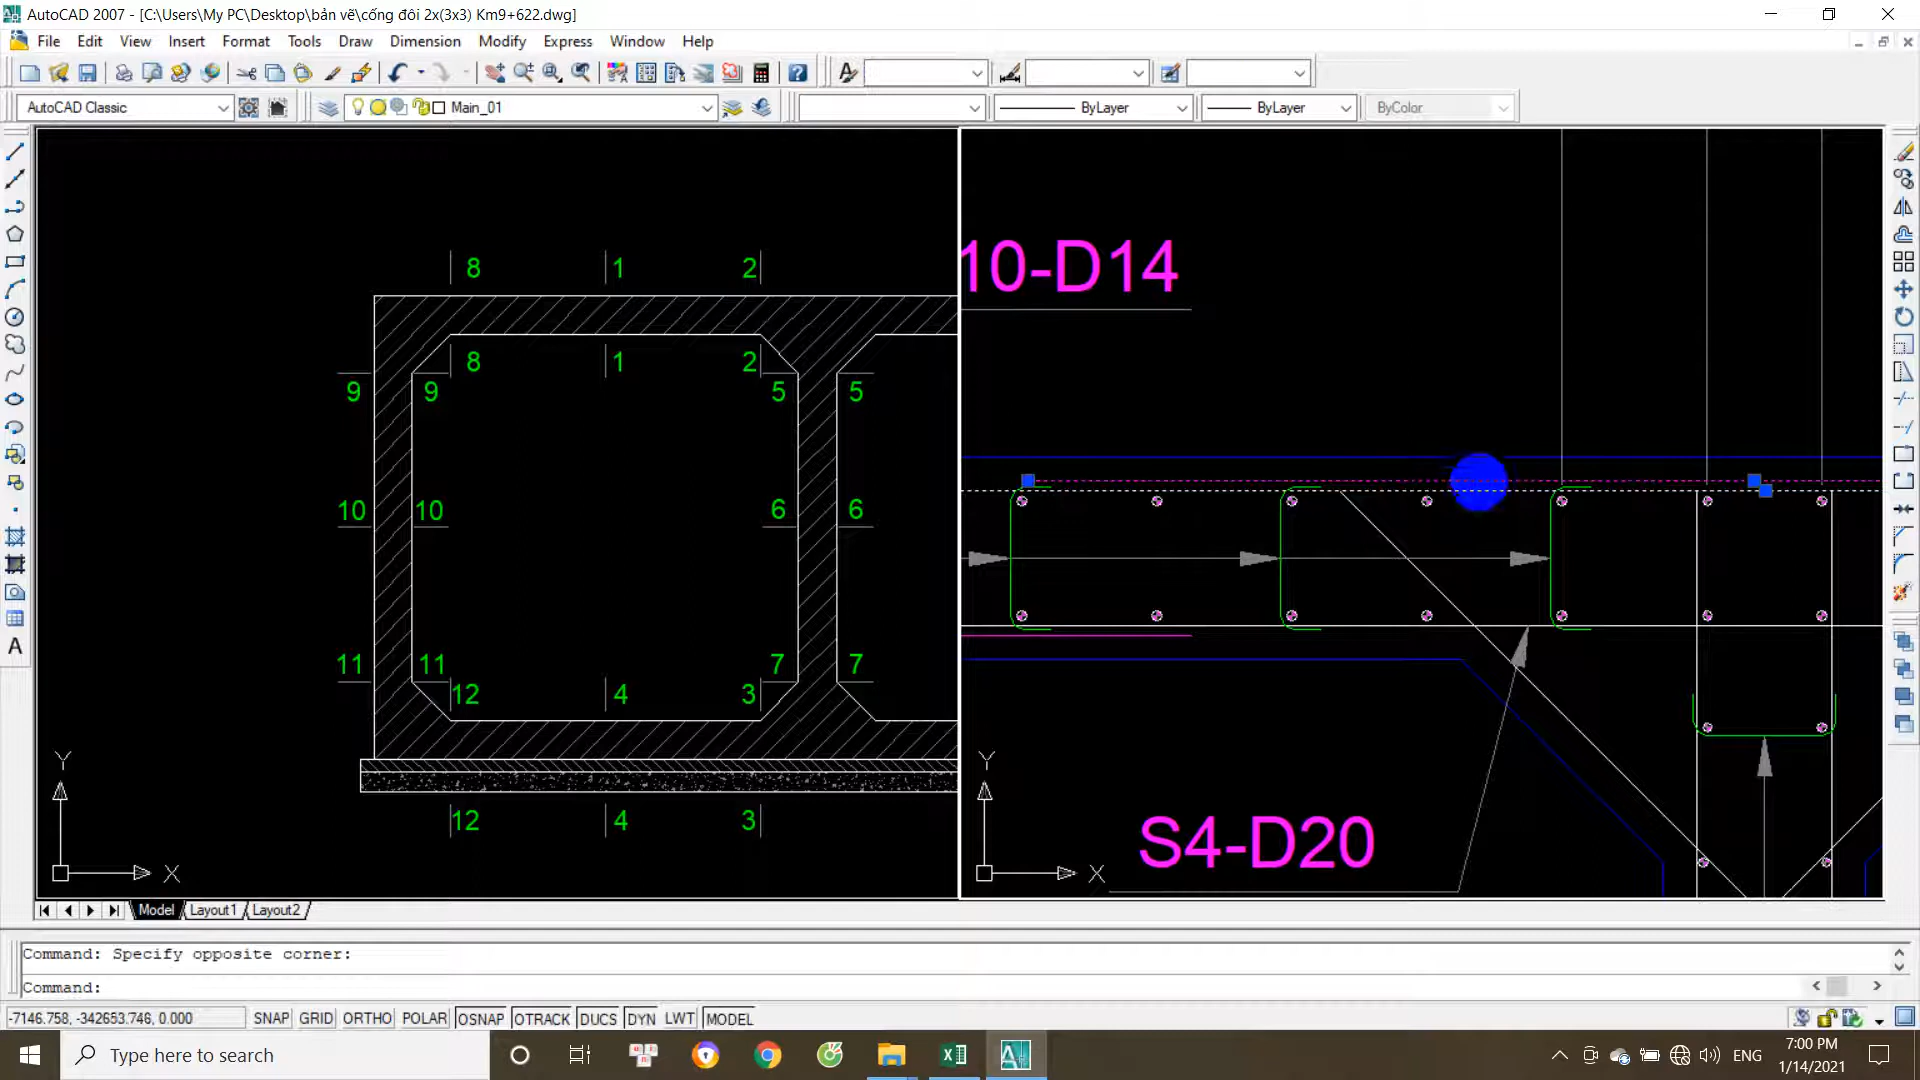 AutoCAD 2007 - [C:\Users\My PC\Desktop\bản vẽ\cống đôi 2x(3x3) Km9+622.dwg]
File Edit View Insert Format Tools Draw Dimension Modify Express Window Help
AutoCAD Classic Main_01 ByLayer ByLayer ByColor
10-D14
8 1 2
8 1 2
9 9 5 5
10 10 6 6
11 11 7 7
12 4 3
12 4 3
S4-D20
Y Y
X X
A
Model Layout1 Layout2
Command: Specify opposite corner:
Command:
-7146.758, -342653.746, 0.000 SNAP GRID ORTHO POLAR OSNAP OTRACK DUCS DYN LWT MODEL
Type here to search
ENG
7:00 PM
1/14/2021